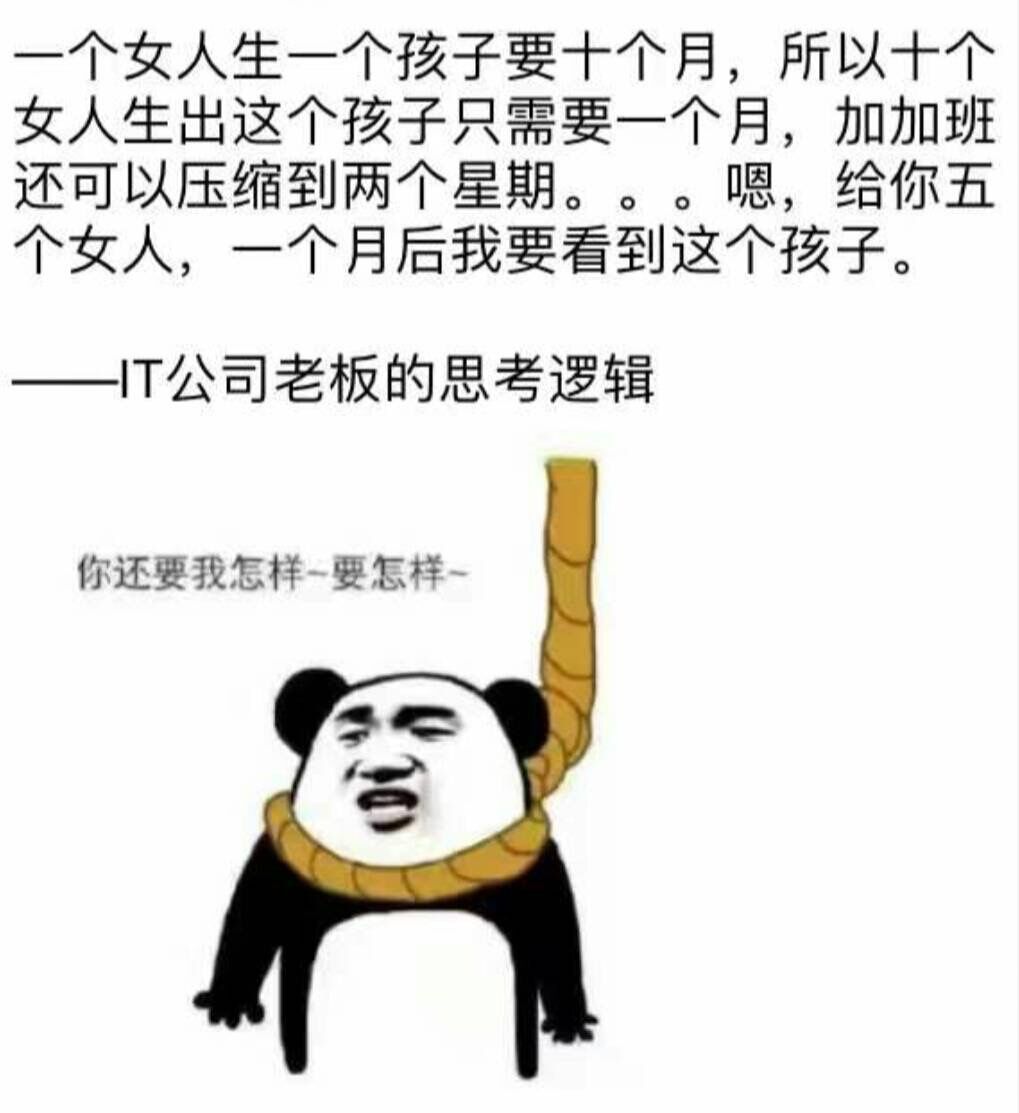 一个女人生一个孩子要十个月，所以十个
女人生出这个孩子只需要一个月，加加班
还可以压缩到两个星期。。。嗯，给你五
个女人，一个月后我要看到这个孩子。
——IT公司老板的思考逻辑
你还要我怎样~要怎样~